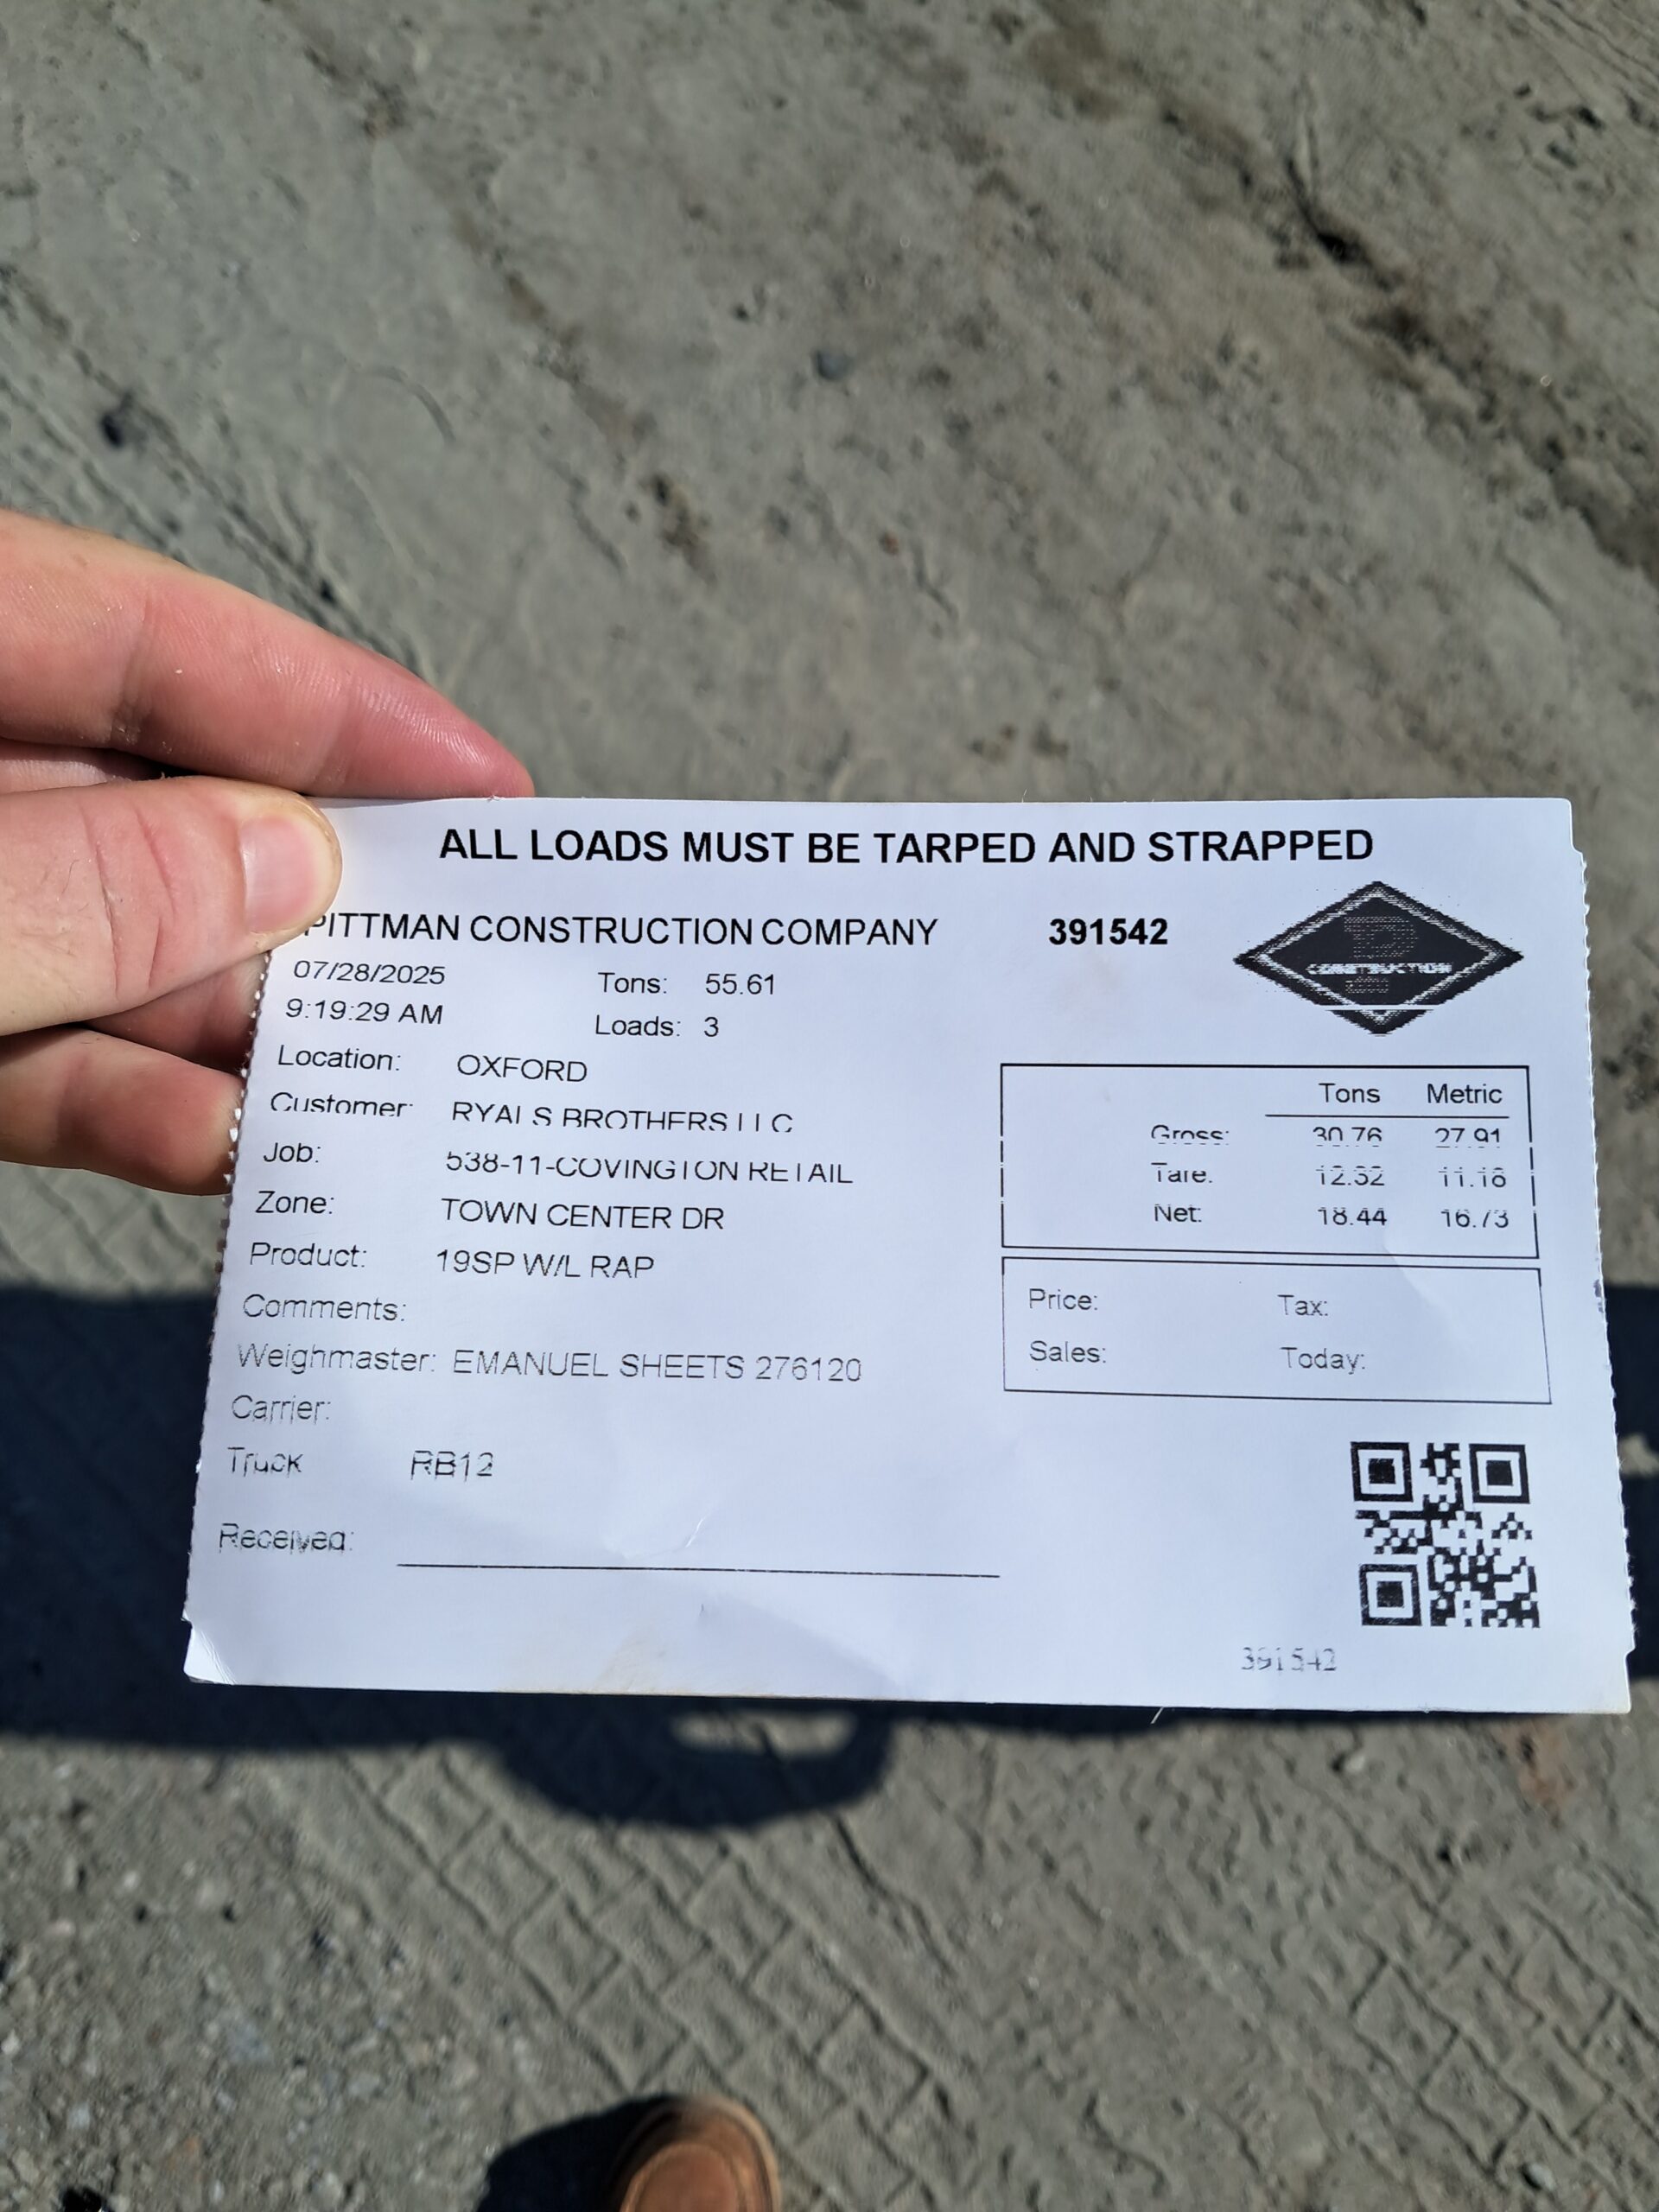 ALL LOADS MUST BE TARPED AND STRAPPED
PITTMAN CONSTRUCTION COMPANY 391542
CONSTRUCTION
07/28/2025 Tons: 55.61
9:19:29 AM Loads: 3
Location: OXFORD
Customer: RYALS BROTHERS LLC
Job: 538-11-COVINGTON RETAIL
Zone: TOWN CENTER DR
Product: 19SP W/L RAP
Comments:
Weighmaster: EMANUEL SHEETS 276120
Carrier:
Truck RB12
Received:
Tons Metric
Gross: 30.76 27.91
Tare: 12.32 11.18
Net: 18.44 16.73
Price: Tax:
Sales: Today:
391542